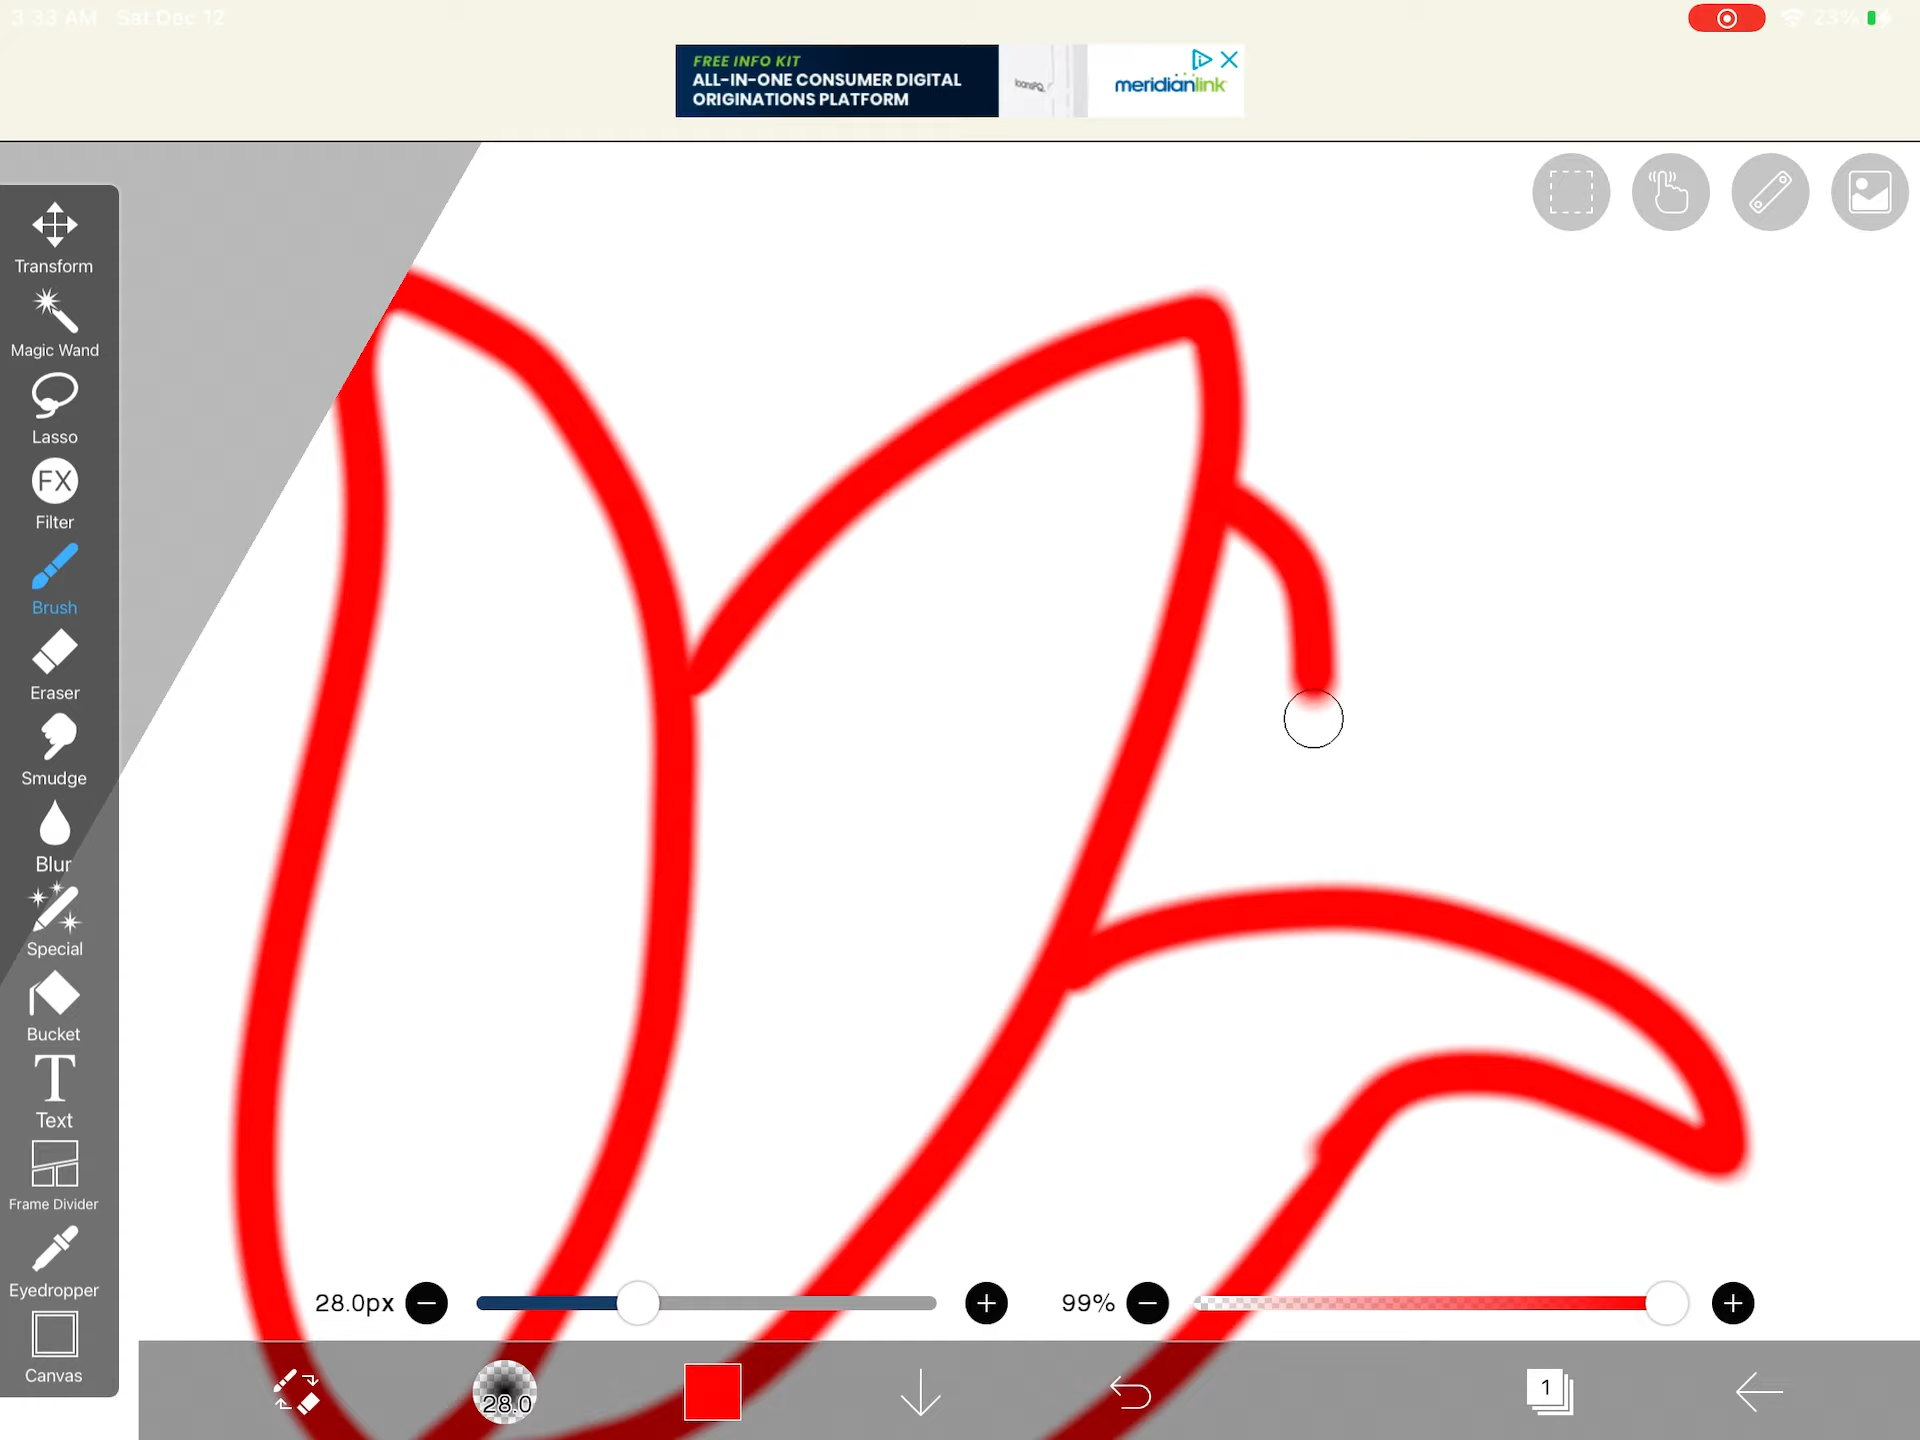 3:33 AM Sat Dec 12
23%
FREE INFO KIT
ALL-IN-ONE CONSUMER DIGITAL
ORIGINATIONS PLATFORM
loansPQ
meridianlink
Transform
Magic Wand
Lasso
FX
Filter
Brush
Eraser
Smudge
Blur
Special
Bucket
T
Text
Frame Divider
Eyedropper
Canvas
28.0px
99%
28.0
1